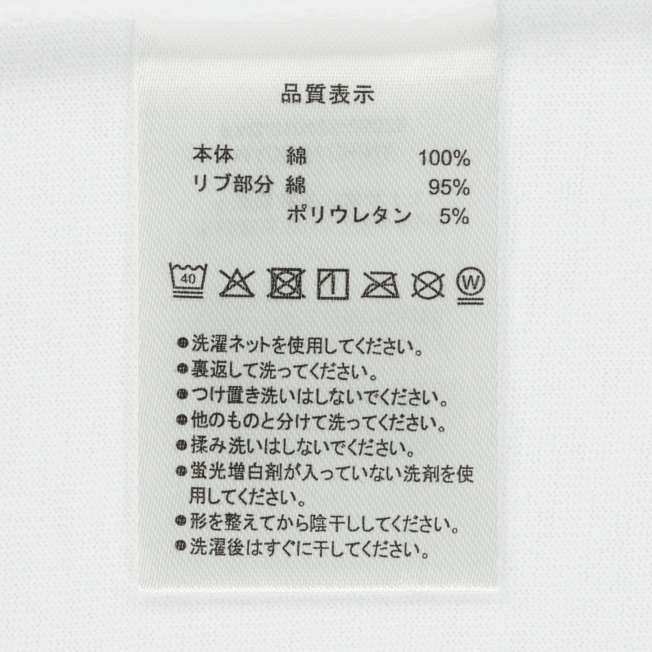 品質表示
本体 綿 100%
リブ部分 綿 95%
ポリウレタン 5%
40 W
●洗濯ネットを使用してください。
●裏返して洗ってください。
●つけ置き洗いはしないでください。
●他のものと分けて洗ってください。
●揉み洗いはしないでください。
●蛍光増白剤が入っていない洗剤を使
用してください。
●形を整えてから陰干ししてください。
●洗濯後はすぐに干してください。